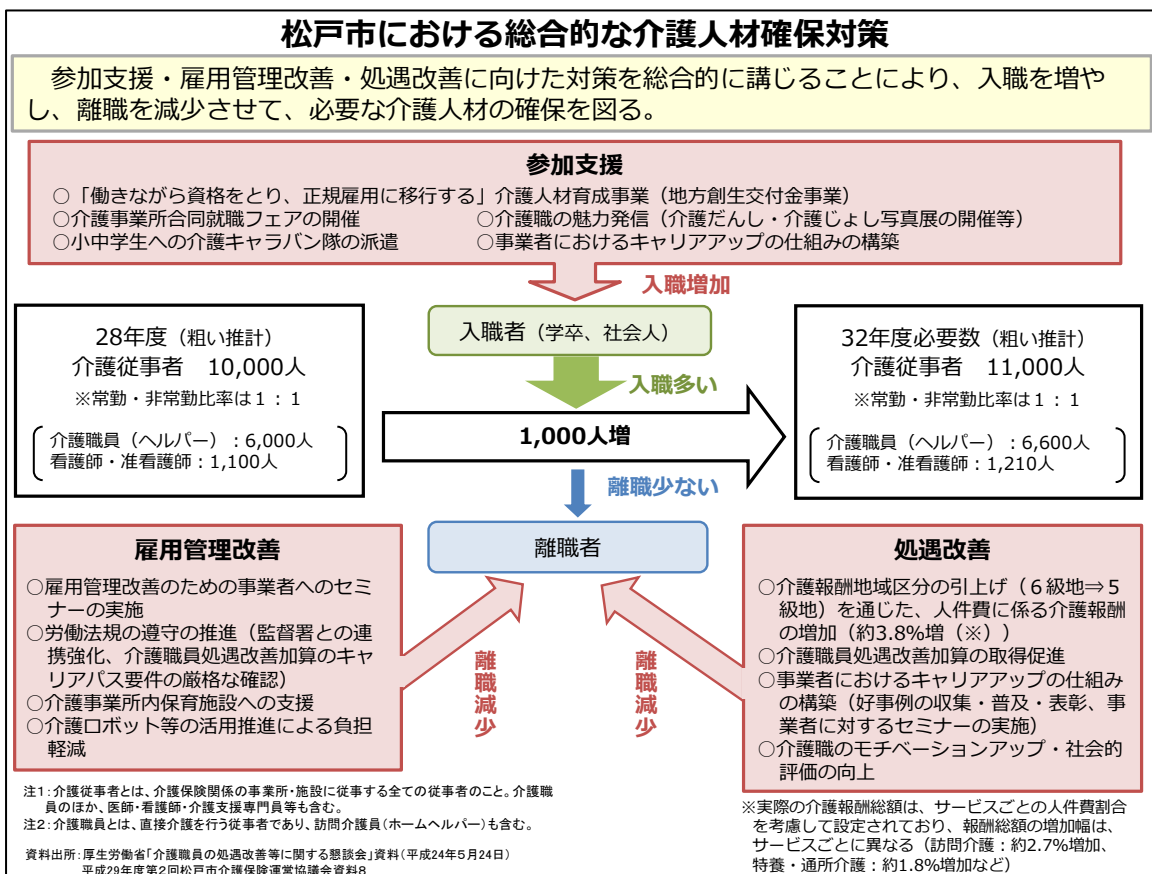 松戸市における総合的な介護人材確保対策
参加支援・雇用管理改善・処遇改善に向けた対策を総合的に講じることにより、入職を増や
し、離職を減少させて、必要な介護人材の確保を図る。
参加支援
○「働きながら資格をとり、正規雇用に移行する」介護人材育成事業（地方創生交付金事業）
○介護事業所合同就職フェアの開催
○介護職の魅力発信（介護だんし・介護じょし写真展の開催等）
○小中学生への介護キャラバン隊の派遣
○事業者におけるキャリアアップの仕組みの構築
入職増加
28年度（粗い推計）
介護従事者　10,000人
※常勤・非常勤比率は１：１
介護職員（ヘルパー）：6,000人
看護師・准看護師：1,100人
入職者（学卒、社会人）
入職多い
1,000人増
離職少ない
離職者
32年度必要数（粗い推計）
介護従事者　11,000人
※常勤・非常勤比率は１：１
介護職員（ヘルパー）：6,600人
看護師・准看護師：1,210人
雇用管理改善
○雇用管理改善のための事業者へのセミ
ナーの実施
○労働法規の遵守の推進（監督署との連
携強化、介護職員処遇改善加算のキャ
リアパス要件の厳格な確認）
○介護事業所内保育施設への支援
○介護ロボット等の活用推進による負担
軽減
離職減少
離職減少
処遇改善
○介護報酬地域区分の引上げ（６級地⇒５
級地）を通じた、人件費に係る介護報酬
の増加（約3.8%増（※））
○介護職員処遇改善加算の取得促進
○事業者におけるキャリアアップの仕組み
の構築（好事例の収集・普及・表彰、事
業者に対するセミナーの実施）
○介護職のモチベーションアップ・社会的
評価の向上
注１：介護従事者とは、介護保険関係の事業所・施設に従事する全ての従事者のこと。介護職
員のほか、医師・看護師・介護支援専門員等も含む。
注２：介護職員とは、直接介護を行う従事者であり、訪問介護員（ホームヘルパー）も含む。
資料出所：厚生労働省「介護職員の処遇改善等に関する懇談会」資料（平成24年5月24日）
平成29年度第2回松戸市介護保険運営協議会資料8
※実際の介護報酬総額は、サービスごとの人件費割合
を考慮して設定されており、報酬総額の増加幅は、
サービスごとに異なる（訪問介護：約2.7%増加、
特養・通所介護：約1.8%増加など）